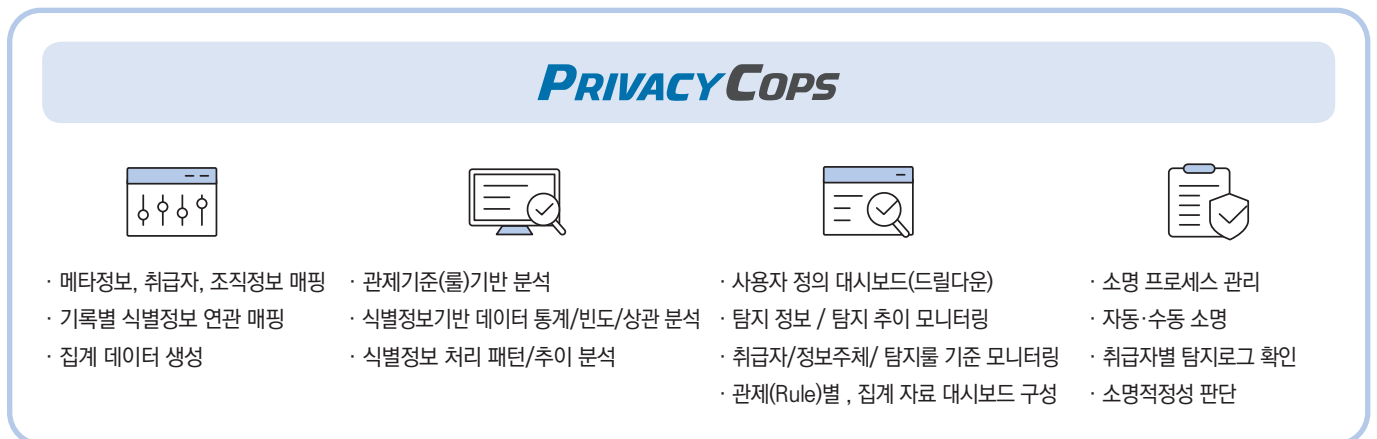 PRIVACY COPS
· 메타정보, 취급자, 조직정보 매핑
· 기록별 식별정보 연관 매핑
· 집계 데이터 생성
· 관제기준(룰)기반 분석
· 식별정보기반 데이터 통계/빈도/상관 분석
· 식별정보 처리 패턴/추이 분석
· 사용자 정의 대시보드(드릴다운)
· 탐지 정보 / 탐지 추이 모니터링
· 취급자/정보주체/ 탐지룰 기준 모니터링
· 관제(Rule)별 , 집계 자료 대시보드 구성
· 소명 프로세스 관리
· 자동·수동 소명
· 취급자별 탐지로그 확인
· 소명적정성 판단